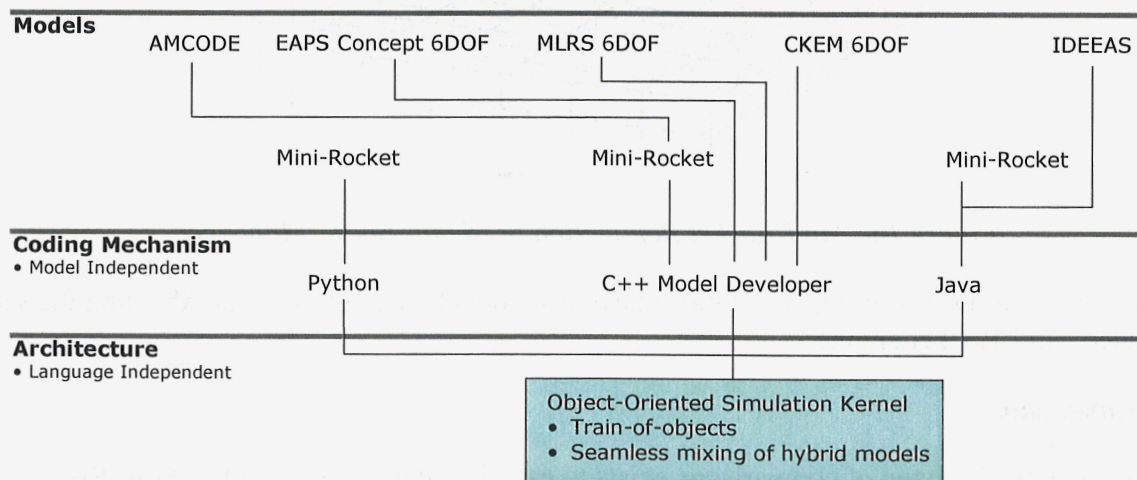 Models
AMCODE EAPS Concept 6DOF MLRS 6DOF CKEM 6DOF IDEEAS
Mini-Rocket Mini-Rocket Mini-Rocket
Coding Mechanism
• Model Independent
Python C++ Model Developer Java
Architecture
• Language Independent
Object-Oriented Simulation Kernel
• Train-of-objects
• Seamless mixing of hybrid models